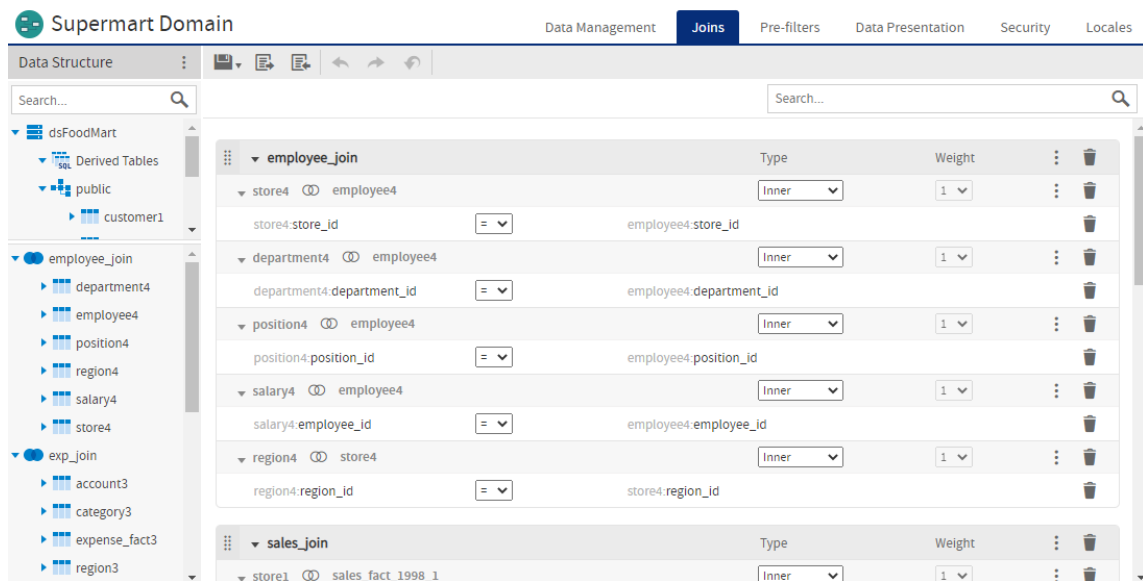 Supermart Domain
Data Management Joins Pre-filters Data Presentation Security Locales
Data Structure
Search...
Search...
dsFoodMart
SQL Derived Tables
public
customer1
employee_join
department4
employee4
position4
region4
salary4
store4
exp_join
account3
category3
expense_fact3
region3
employee_join Type Weight
store4 employee4 Inner 1
store4:store_id = employee4:store_id
department4 employee4 Inner 1
department4:department_id = employee4:department_id
position4 employee4 Inner 1
position4:position_id = employee4:position_id
salary4 employee4 Inner 1
salary4:employee_id = employee4:employee_id
region4 store4 Inner 1
region4:region_id = store4:region_id
sales_join Type Weight
store1 sales_fact_1998_1 Inner 1